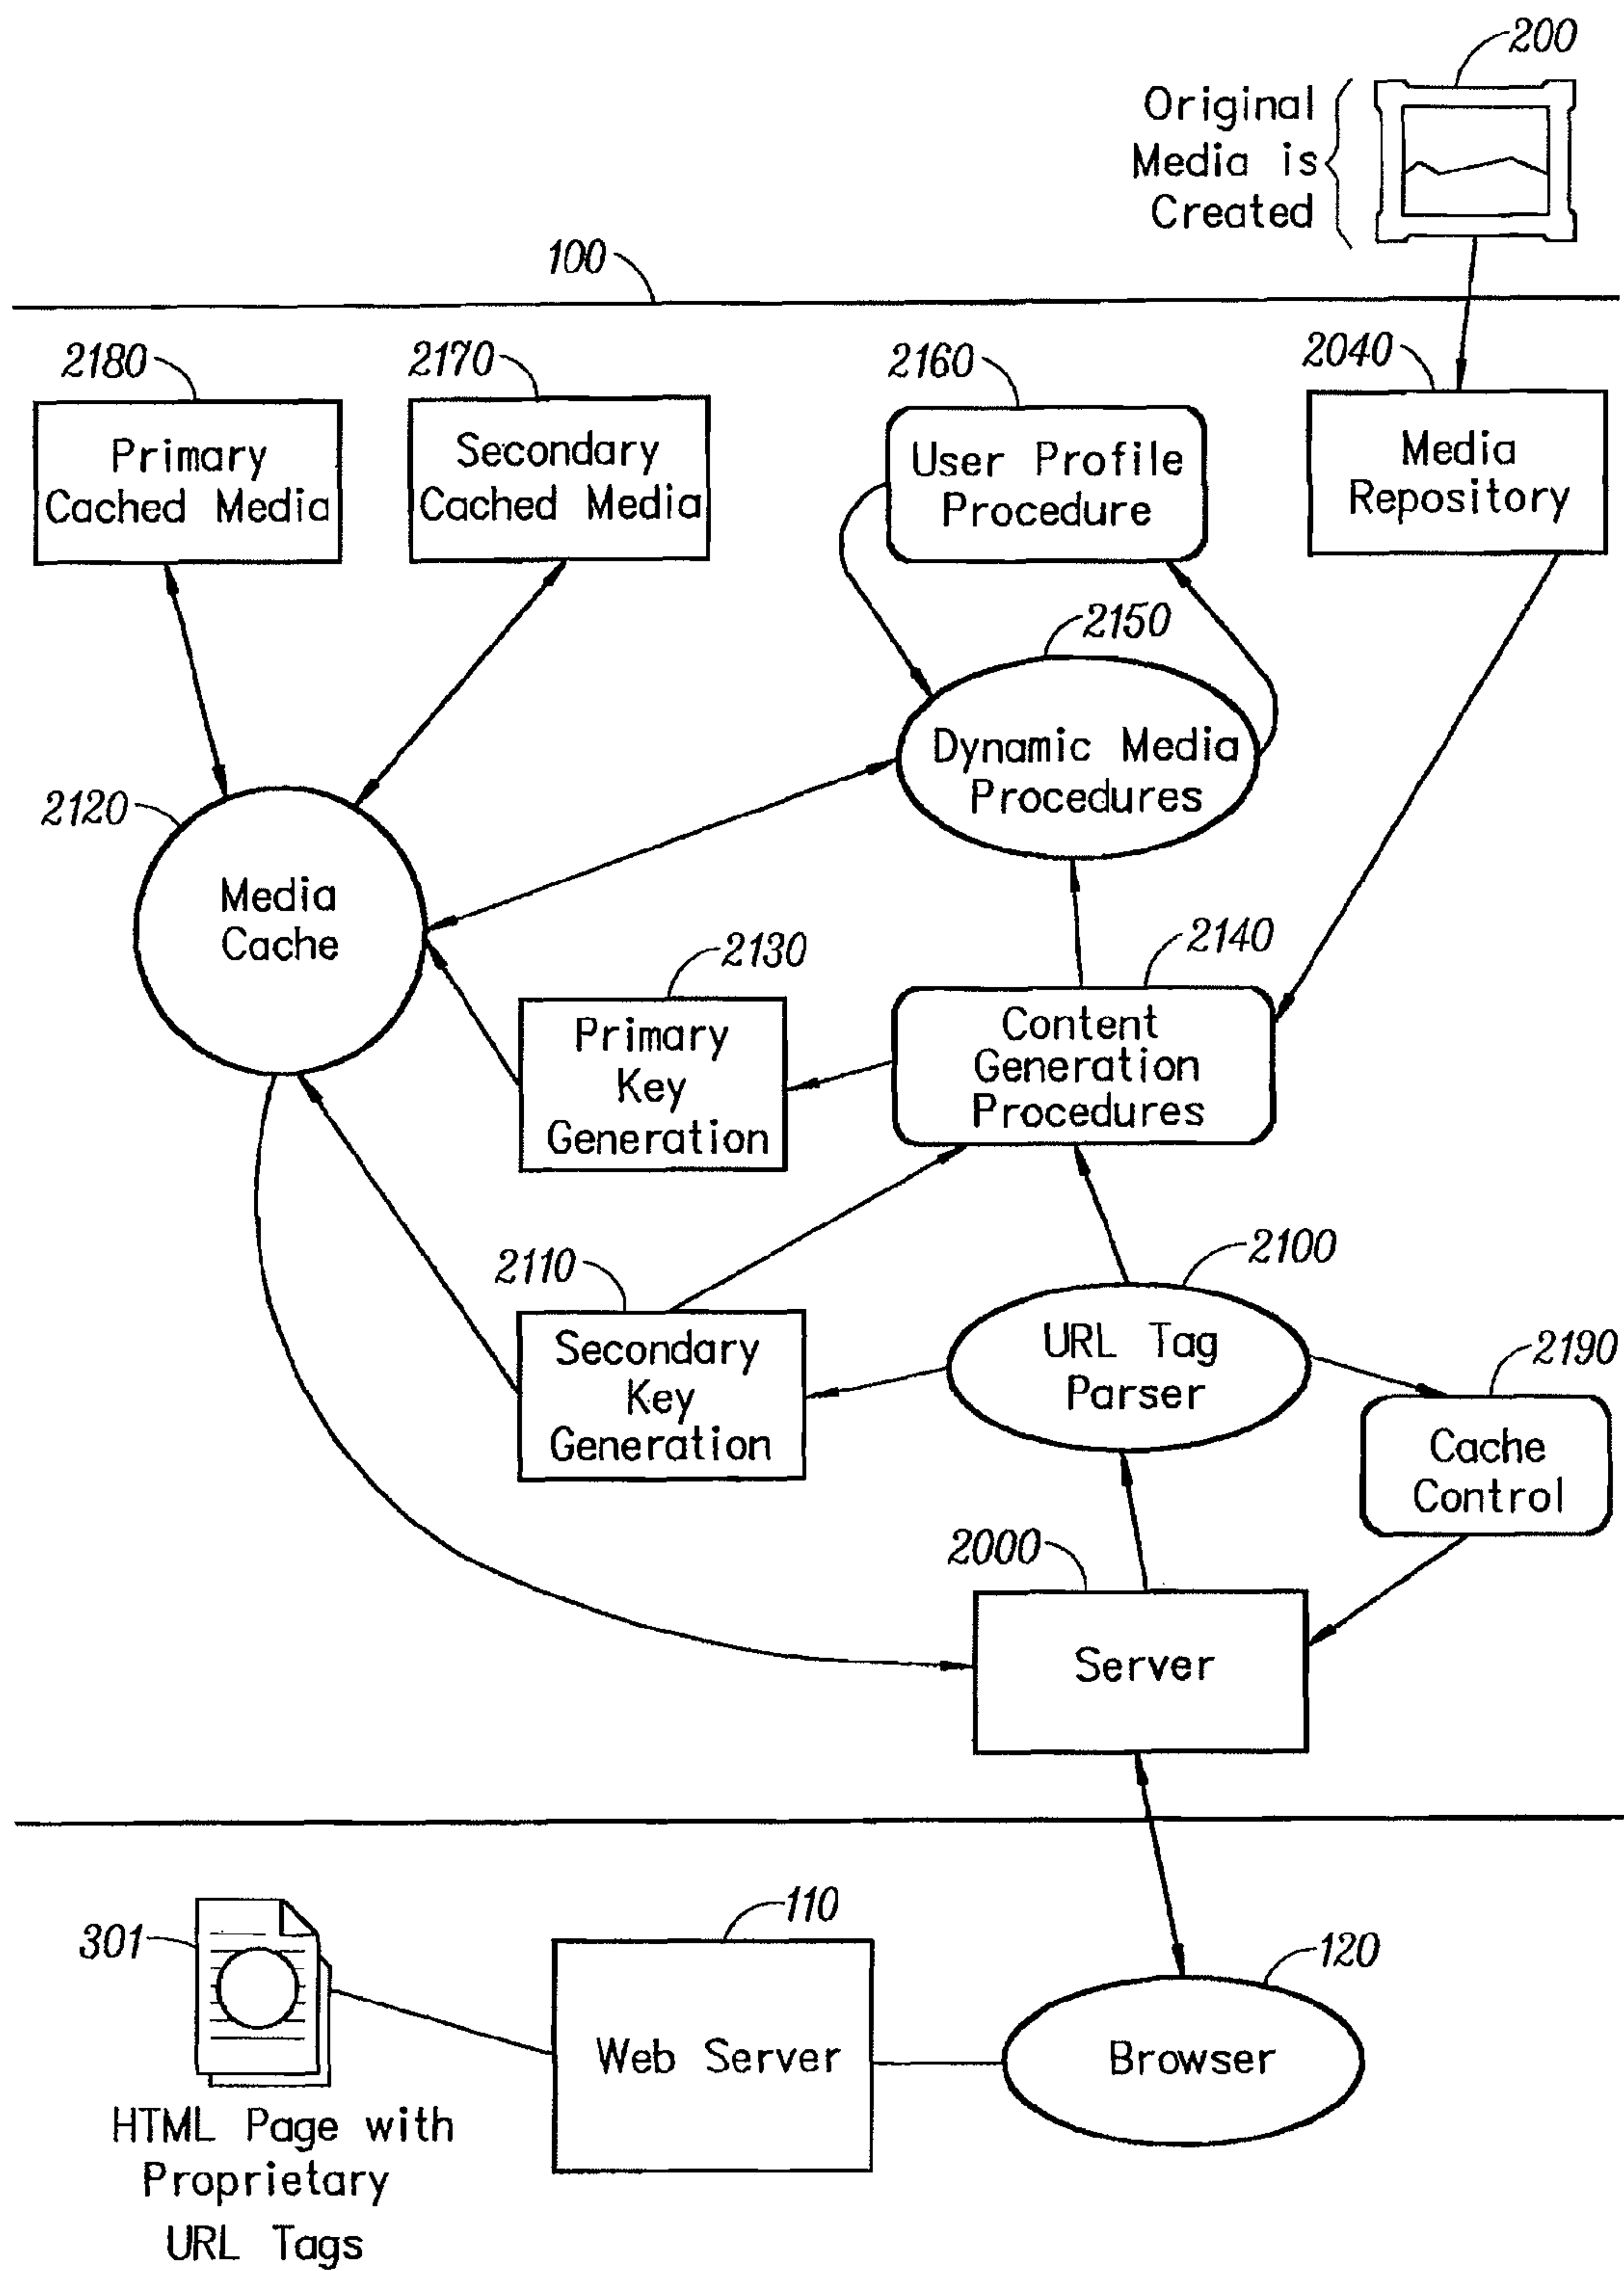 200
Original
Media is
Created
100
2180
2170
2160
2040
Primary
Cached Media
Secondary
Cached Media
User Profile
Procedure
Media
Repository
2150
Dynamic Media
Procedures
2120
Media
Cache
2130
2140
Primary
Key
Generation
Content
Generation
Procedures
2110
2100
Secondary
Key
Generation
URL Tag
Parser
2190
Cache
Control
2000
Server
301
110
120
Web Server
Browser
HTML Page with
Proprietary
URL Tags